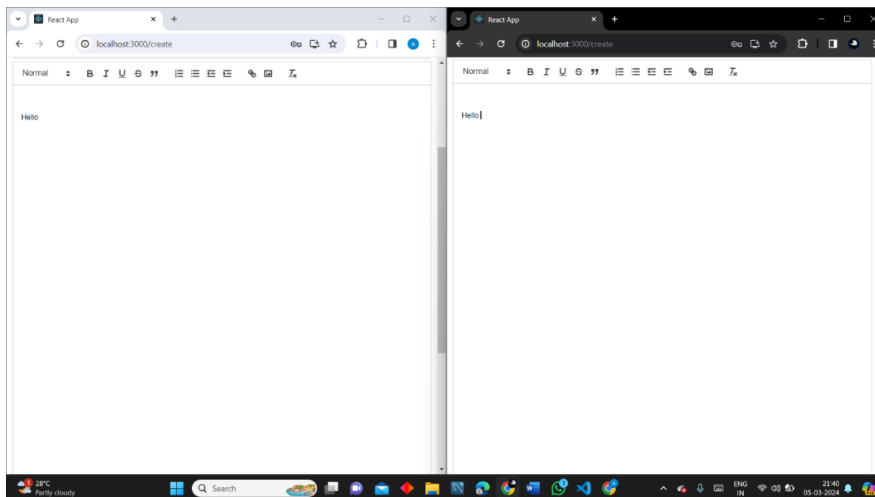 React App
localhost:3000/create
Normal B I U S
Hello
React App
localhost:3000/create
Normal B I U S
Hello
28°C
Partly cloudy
Search
ENG
IN
21:40
05-03-2024